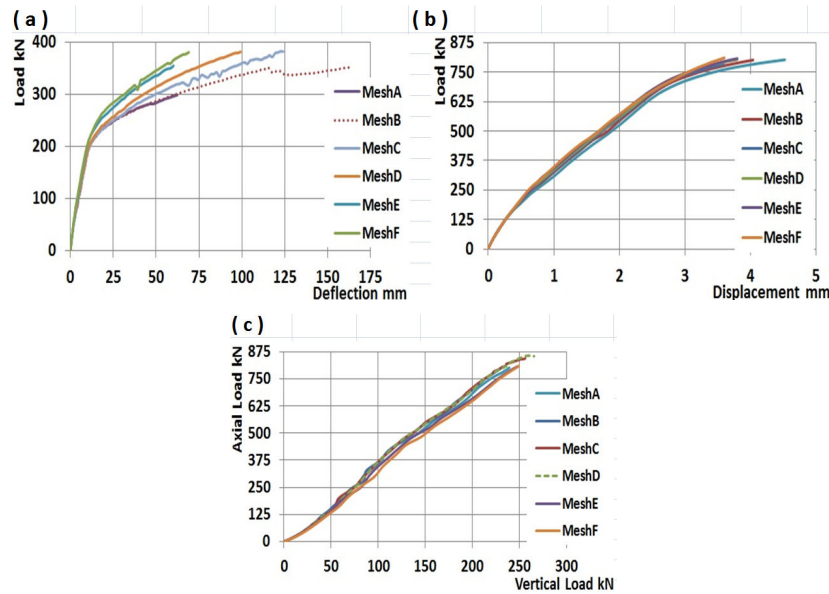 ( a )
Load kN
400
300
200
100
0
0 25 50 75 100 125 150 175
Deflection mm
MeshA
MeshB
MeshC
MeshD
MeshE
MeshF
( b )
Load kN
875
750
625
500
375
250
125
0
0 1 2 3 4 5
Displacement mm
MeshA
MeshB
MeshC
MeshD
MeshE
MeshF
( c )
Axial Load kN
875
750
625
500
375
250
125
0
0 50 100 150 200 250 300
Vertical Load kN
MeshA
MeshB
MeshC
MeshD
MeshE
MeshF